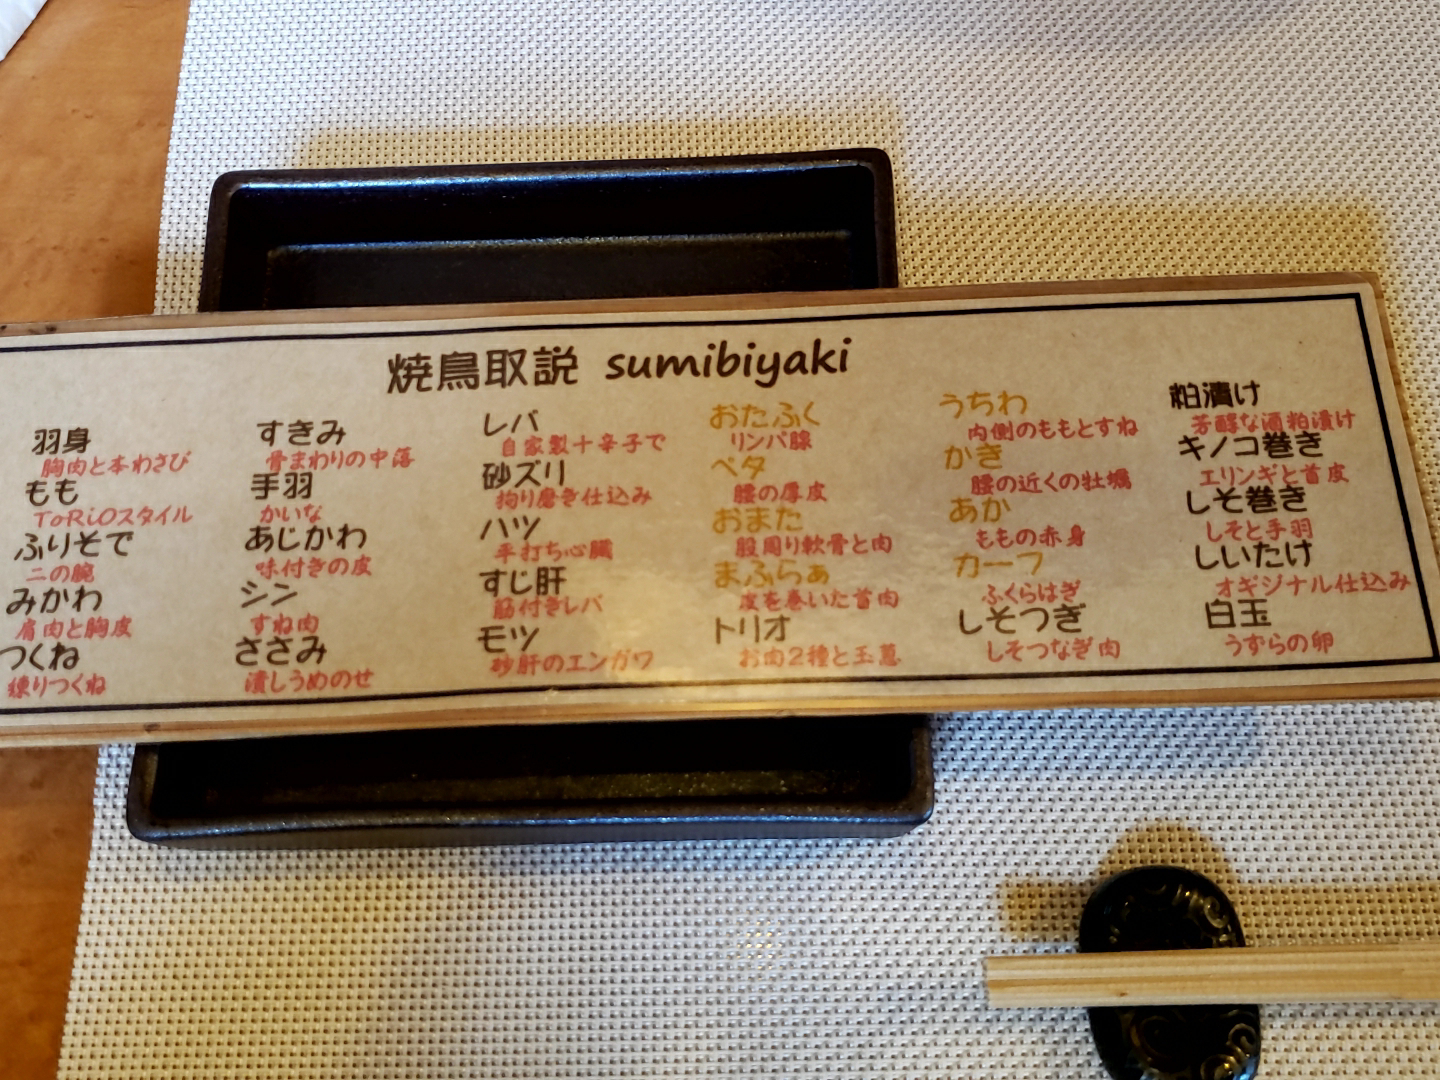 焼鳥取説 sumibiyaki
羽身
胸肉と本わさび
もも
ToRiOスタイル
ふりそで
二の腕
みかわ
肩肉と胸皮
つくね
練りつくね
すきみ
骨まわりの中落
手羽
かいな
あじかわ
味付きの皮
シン
すね肉
ささみ
潰しうめのせ
レバ
自家製十辛子で
砂ズリ
拘り磨き仕込み
ハツ
平打ち心臓
すじ肝
筋付きレバ
モツ
砂肝のエンガワ
おたふく
リンパ腺
ペタ
腰の厚皮
おまた
股周り軟骨と肉
まふらぁ
皮を巻いた首肉
トリオ
お肉2種と玉葱
うちわ
内側のももとすね
かき
腰の近くの牡蠣
あか
ももの赤身
カーフ
ふくらはぎ
しそつぎ
しそつなぎ肉
粕漬け
芳醇な酒粕漬け
キノコ巻き
エリンギと首皮
しそ巻き
しそと手羽
しいたけ
オギジナル仕込み
白玉
うずらの卵